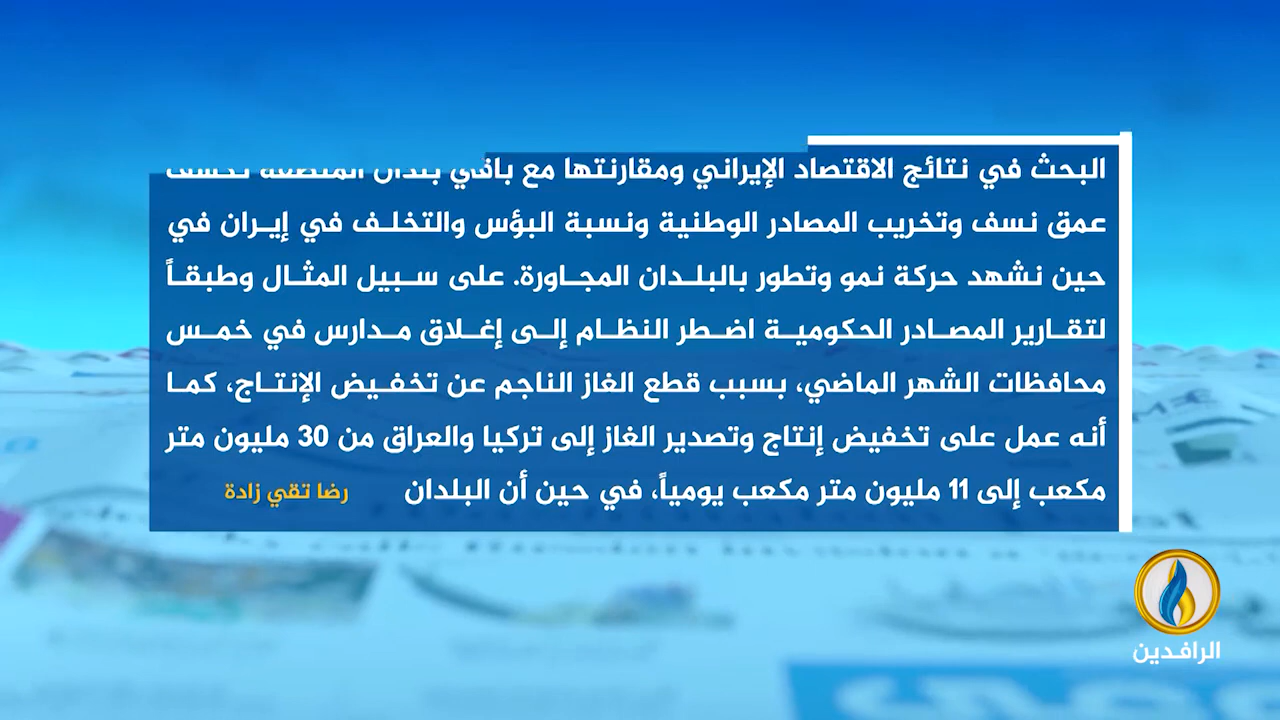 البحث في نتائج الاقتصاد الإيراني ومقارنتها مع باقي بلدان المنطقة تكشف
عمق نسف وتخريب المصادر الوطنية ونسبة البؤس والتخلف في إيران في
حين نشهد حركة نمو وتطور بالبلدان المجاورة. على سبيل المثال وطبقاً
لتقارير المصادر الحكومية اضطر النظام إلى إغلاق مدارس في خمس
محافظات الشهر الماضي، بسبب قطع الغاز الناجم عن تخفيض الإنتاج، كما
أنه عمل على تخفيض إنتاج وتصدير الغاز إلى تركيا والعراق من 30 مليون متر
مكعب إلى 11 مليون متر مكعب يومياً، في حين أن البلدان
رضا تقي زادة
الرافدين